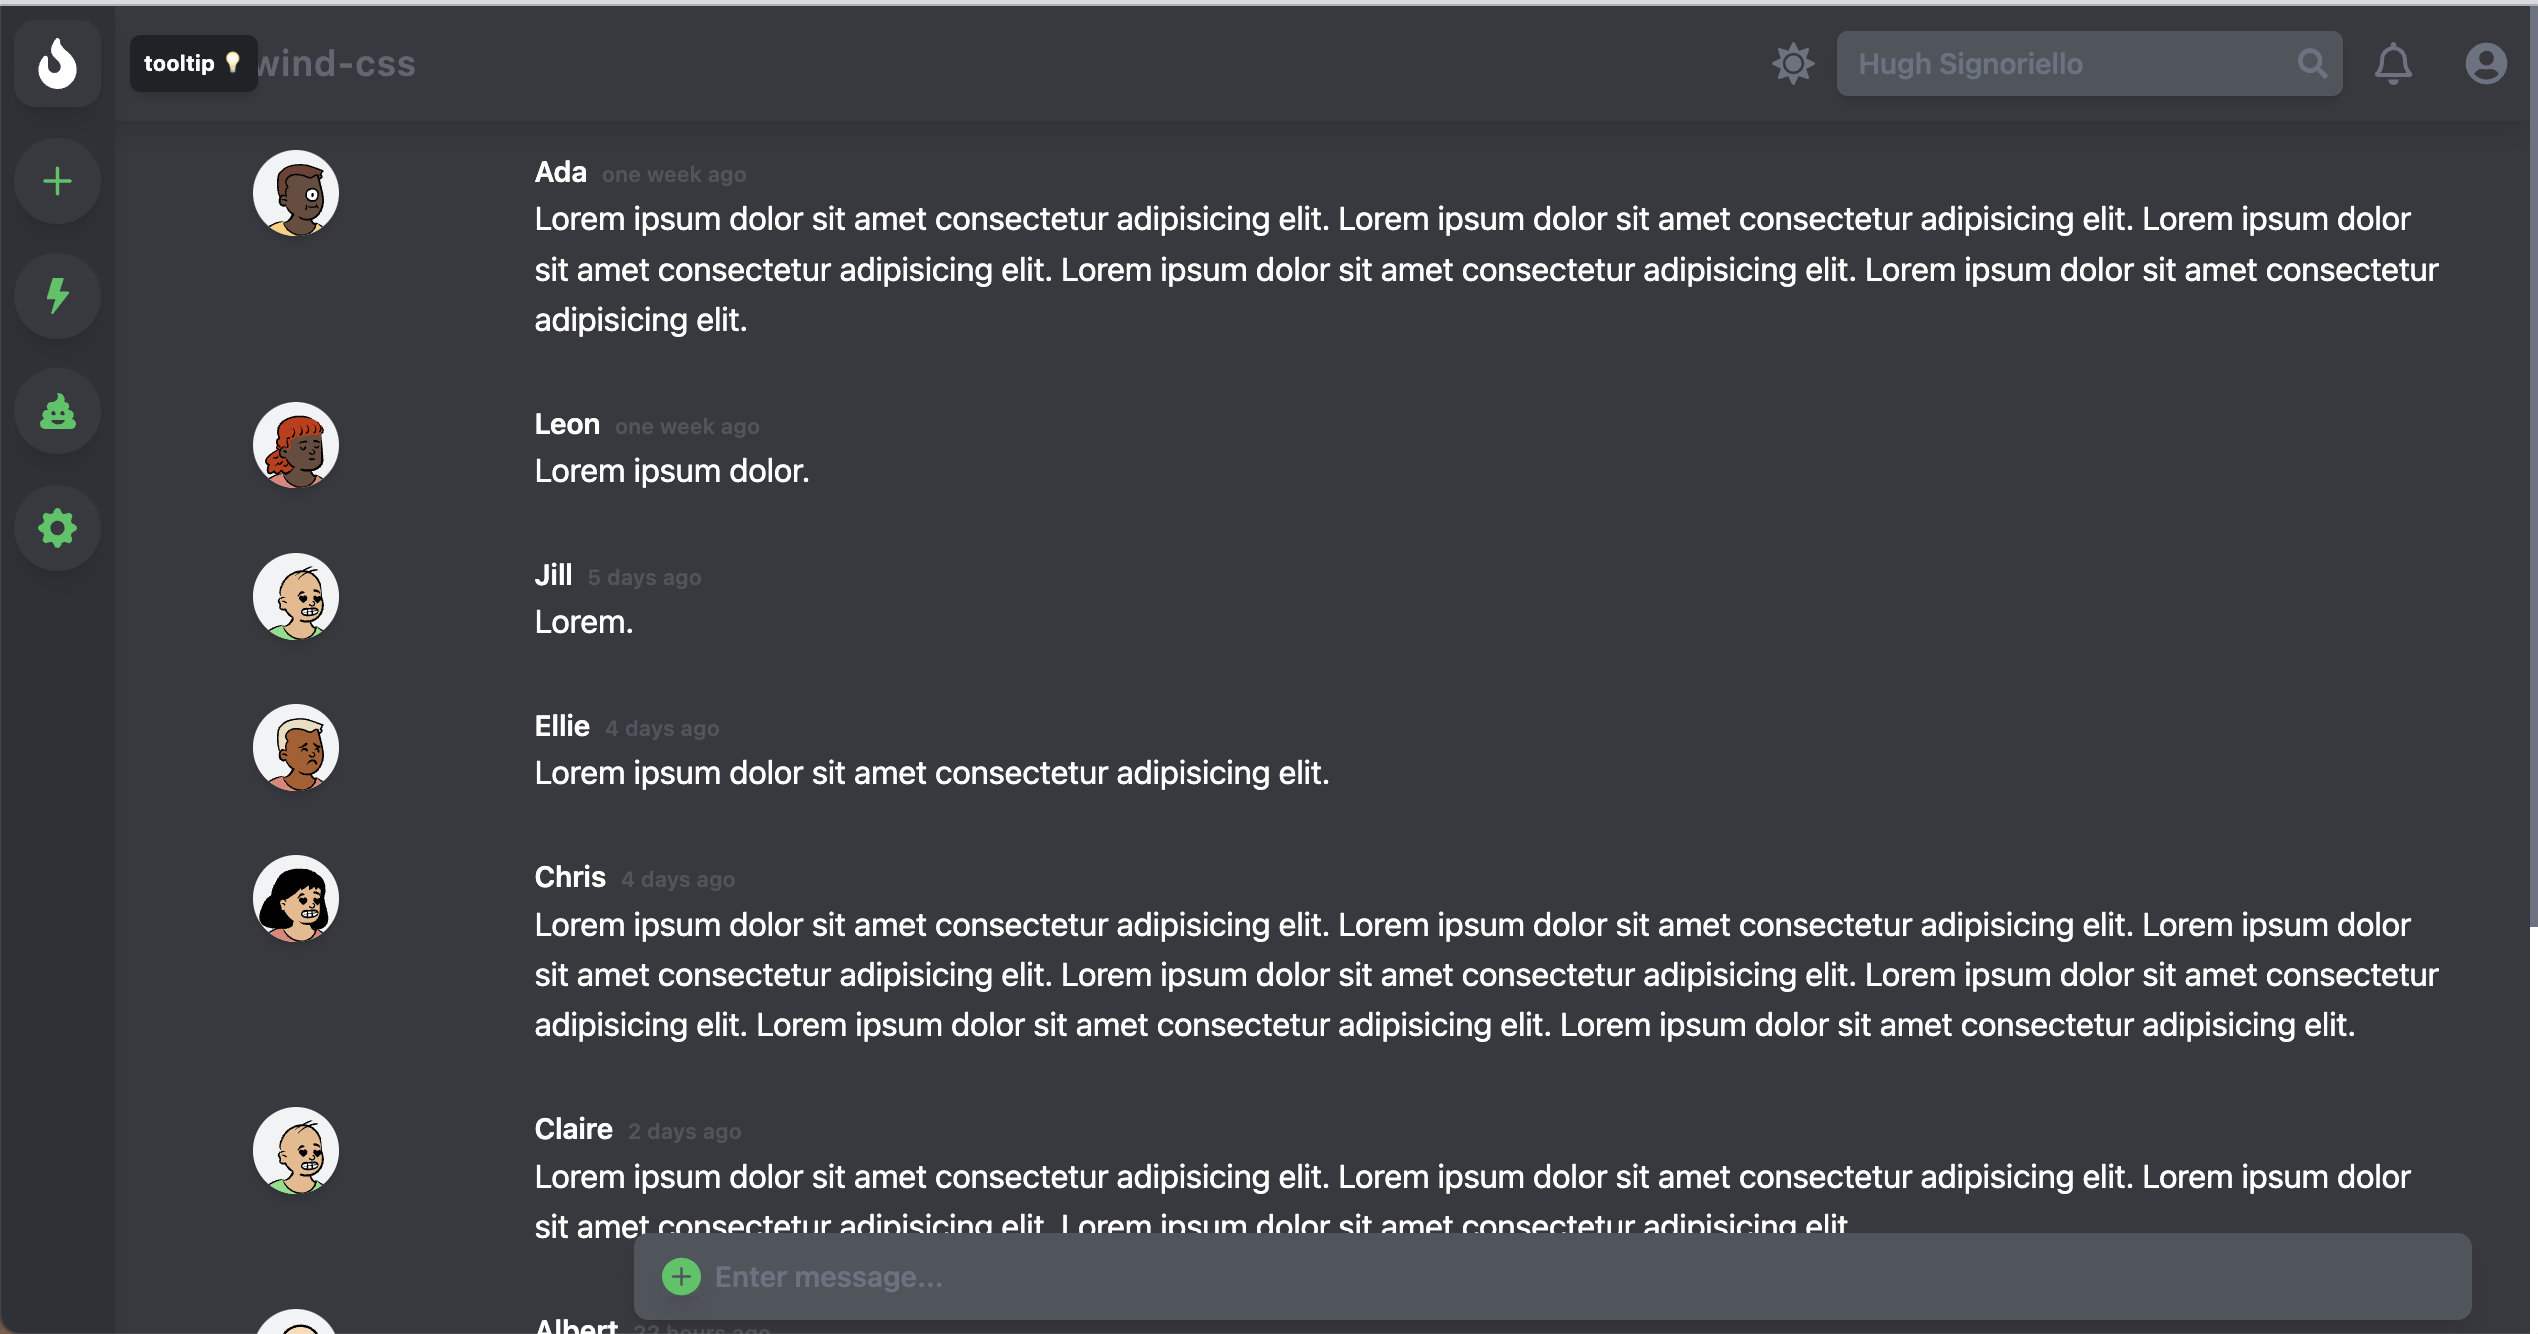 tooltip 💡 wind-css
Hugh Signoriello
Ada one week ago
Lorem ipsum dolor sit amet consectetur adipisicing elit. Lorem ipsum dolor sit amet consectetur adipisicing elit. Lorem ipsum dolor
sit amet consectetur adipisicing elit. Lorem ipsum dolor sit amet consectetur adipisicing elit. Lorem ipsum dolor sit amet consectetur
adipisicing elit.
Leon one week ago
Lorem ipsum dolor.
Jill 5 days ago
Lorem.
Ellie 4 days ago
Lorem ipsum dolor sit amet consectetur adipisicing elit.
Chris 4 days ago
Lorem ipsum dolor sit amet consectetur adipisicing elit. Lorem ipsum dolor sit amet consectetur adipisicing elit. Lorem ipsum dolor
sit amet consectetur adipisicing elit. Lorem ipsum dolor sit amet consectetur adipisicing elit. Lorem ipsum dolor sit amet consectetur
adipisicing elit. Lorem ipsum dolor sit amet consectetur adipisicing elit. Lorem ipsum dolor sit amet consectetur adipisicing elit.
Claire 2 days ago
Lorem ipsum dolor sit amet consectetur adipisicing elit. Lorem ipsum dolor sit amet consectetur adipisicing elit. Lorem ipsum dolor
sit amet consectetur adipisicing elit. Lorem ipsum dolor sit amet consectetur adipisicing elit.
Enter message...
Albert 22 hours ago